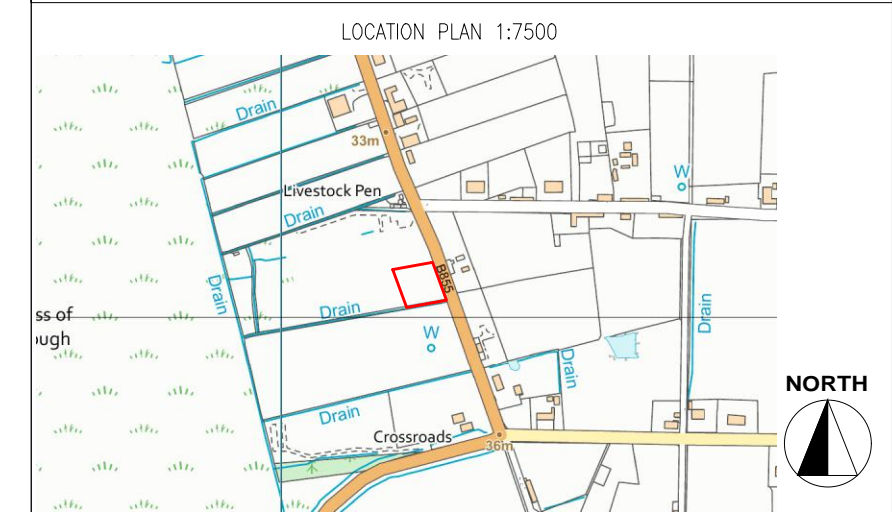 LOCATION PLAN 1:7500
Drain
33m
W
Livestock Pen
Drain
B855
Drain
Drain
Drain
ss of
ough
W
Drain
NORTH
Drain
Crossroads
36m